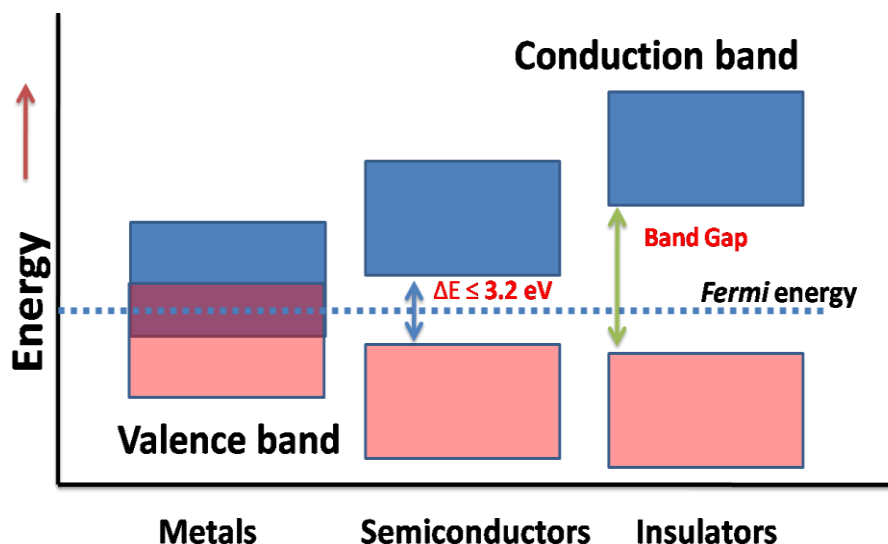 Conduction band
Energy
Band Gap
ΔE ≤ 3.2 eV
Fermi energy
Valence band
Metals
Semiconductors
Insulators